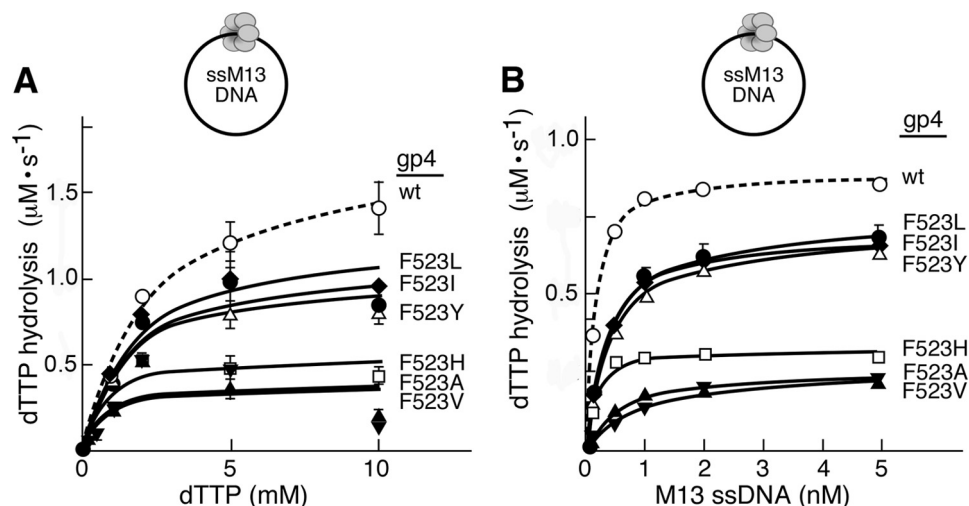 A
ssM13
DNA
gp4
wt
F523L
F523I
F523Y
F523H
F523A
F523V
dTTP hydrolysis (µM•s⁻¹)
1.5
1.0
0.5
0
5
10
dTTP (mM)
B
ssM13
DNA
gp4
wt
F523L
F523I
F523Y
F523H
F523A
F523V
dTTP hydrolysis (µM•s⁻¹)
1.0
0.5
0
1
2
3
4
5
M13 ssDNA (nM)